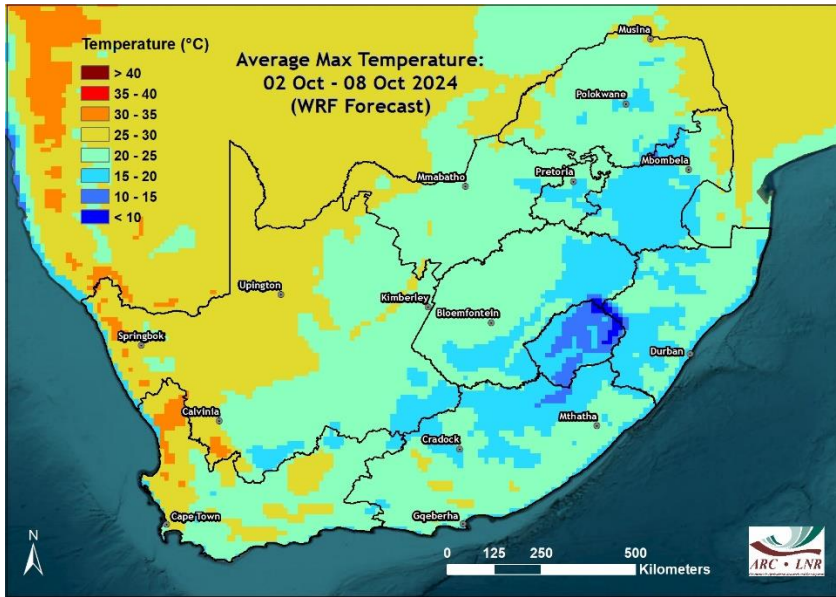 Temperature (°C)
> 40
35 - 40
30 - 35
25 - 30
20 - 25
15 - 20
10 - 15
< 10
Average Max Temperature:
02 Oct - 08 Oct 2024
(WRF Forecast)
Musina
Polokwane
Mbombela
Pretoria
Mmabatho
Upington
Kimberley
Bloemfontein
Springbok
Durban
Calvinia
Mthatha
Cradock
Cape Town
Gqeberha
N
0 125 250 500
Kilometers
ARC • LNR